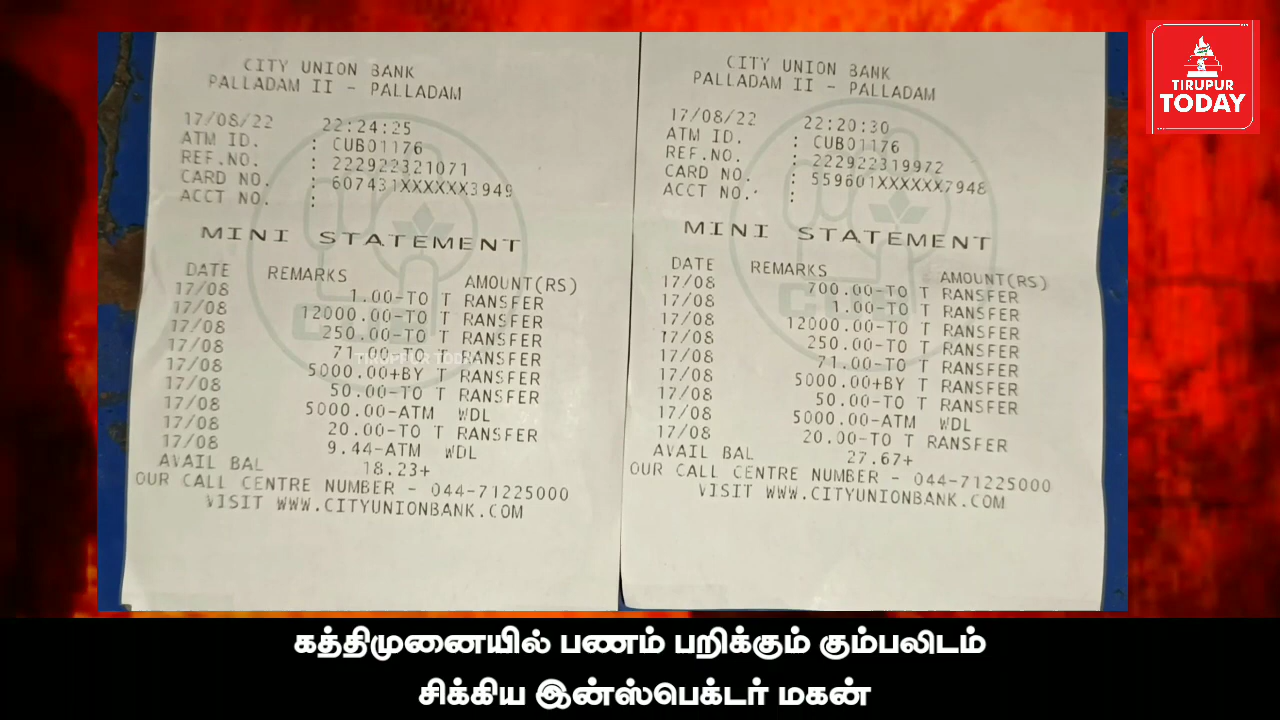 TIRUPUR
TODAY
CITY UNION BANK
PALLADAM II - PALLADAM
17/08/22 22:24:25
ATM ID. : CUB01176
REF.NO. : 222922321071
CARD NO. : 607431XXXXXX3949
ACCT NO. :
MINI STATEMENT
DATE REMARKS AMOUNT(RS)
17/08 1.00-TO T RANSFER
17/08 12000.00-TO T RANSFER
17/08 250.00-TO T RANSFER
17/08 71.00-TO T RANSFER
17/08 5000.00+BY T RANSFER
17/08 50.00-TO T RANSFER
17/08 5000.00-ATM WDL
17/08 20.00-TO T RANSFER
17/08 9.44-ATM WDL
AVAIL BAL 18.23+
OUR CALL CENTRE NUMBER - 044-71225000
VISIT WWW.CITYUNIONBANK.COM
TIRUPPUR TODAY
CITY UNION BANK
PALLADAM II - PALLADAM
17/08/22 22:20:30
ATM ID. : CUB01176
REF.NO. : 222922319972
CARD NO. : 559601XXXXXX7948
ACCT NO. :
MINI STATEMENT
DATE REMARKS AMOUNT(RS)
17/08 700.00-TO T RANSFER
17/08 1.00-TO T RANSFER
17/08 12000.00-TO T RANSFER
17/08 250.00-TO T RANSFER
17/08 71.00-TO T RANSFER
17/08 5000.00+BY T RANSFER
17/08 50.00-TO T RANSFER
17/08 5000.00-ATM WDL
17/08 20.00-TO T RANSFER
AVAIL BAL 27.67+
OUR CALL CENTRE NUMBER - 044-71225000
VISIT WWW.CITYUNIONBANK.COM
கத்திமுனையில் பணம் பறிக்கும் கும்பலிடம்
சிக்கிய இன்ஸ்பெக்டர் மகன்